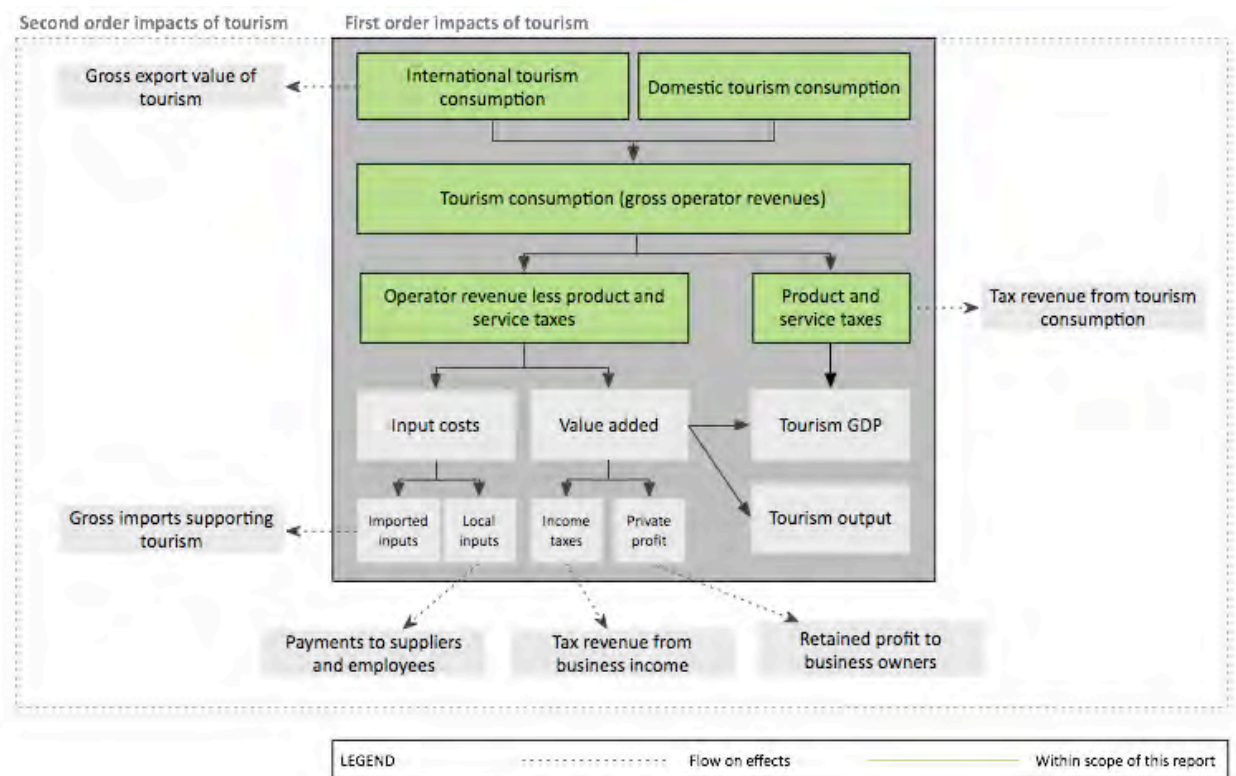 Second order impacts of tourism
First order impacts of tourism
Gross export value of
tourism
International tourism
consumption
Domestic tourism consumption
Tourism consumption (gross operator revenues)
Operator revenue less product and
service taxes
Product and
service taxes
Tax revenue from tourism
consumption
Input costs
Value added
Tourism GDP
Gross imports supporting
tourism
Imported
inputs
Local
inputs
Income
taxes
Private
profit
Tourism output
Payments to suppliers
and employees
Tax revenue from
business income
Retained profit to
business owners
LEGEND
Flow on effects
Within scope of this report